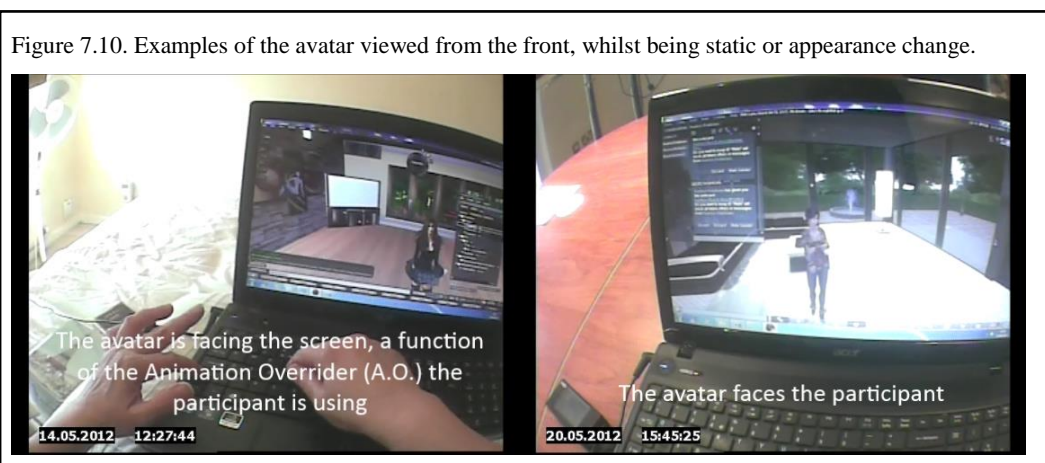 Figure 7.10. Examples of the avatar viewed from the front, whilst being static or appearance change.
The avatar is facing the screen, a function
of the Animation Overrider (A.O.) the
participant is using
14.05.2012 12:27:44
The avatar faces the participant
20.05.2012 15:45:25
acer